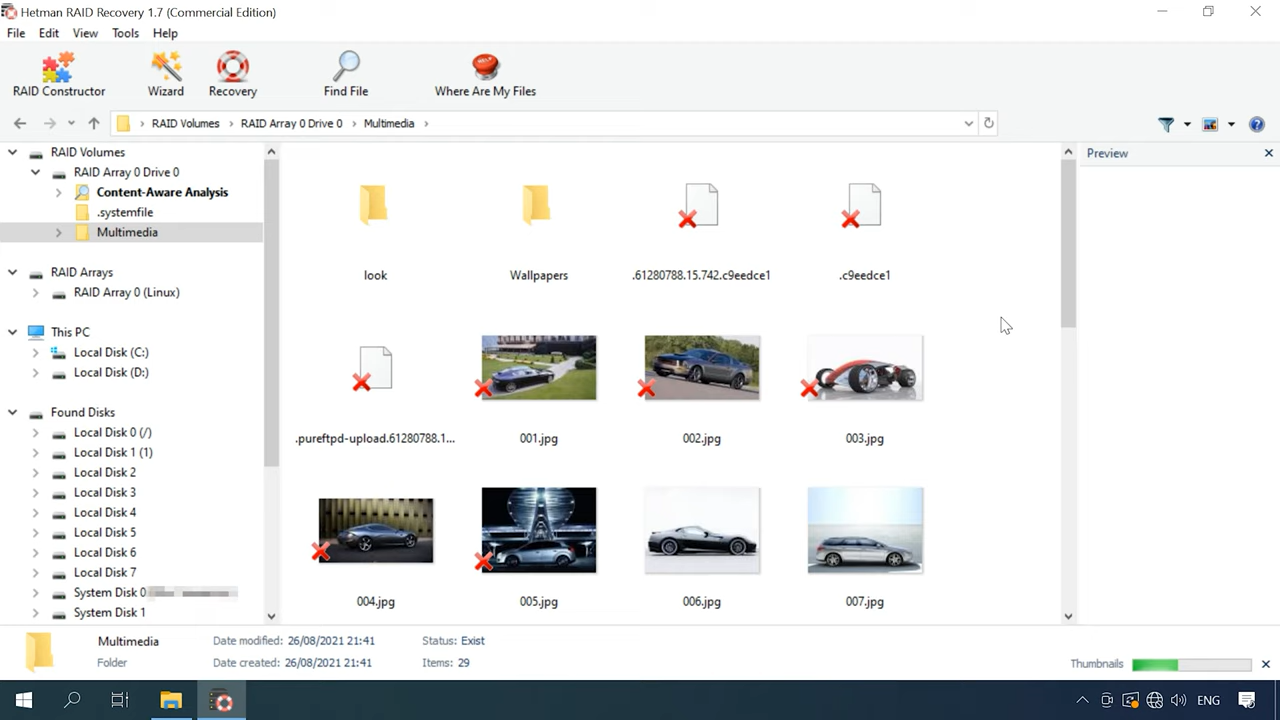 Hetman RAID Recovery 1.7 (Commercial Edition)
File Edit View Tools Help
RAID Constructor Wizard Recovery Find File Where Are My Files
RAID Volumes RAID Array 0 Drive 0 Multimedia
RAID Volumes
RAID Array 0 Drive 0
Content-Aware Analysis
.systemfile
Multimedia
RAID Arrays
RAID Array 0 (Linux)
This PC
Local Disk (C:)
Local Disk (D:)
Found Disks
Local Disk 0 (/)
Local Disk 1 (1)
Local Disk 2
Local Disk 3
Local Disk 4
Local Disk 5
Local Disk 6
Local Disk 7
System Disk 0
System Disk 1
look Wallpapers .61280788.15.742.c9eedce1 .c9eedce1
.pureftpd-upload.61280788.1... 001.jpg 002.jpg 003.jpg
004.jpg 005.jpg 006.jpg 007.jpg
Preview
Multimedia Date modified: 26/08/2021 21:41 Status: Exist
Folder Date created: 26/08/2021 21:41 Items: 29
Thumbnails
ENG